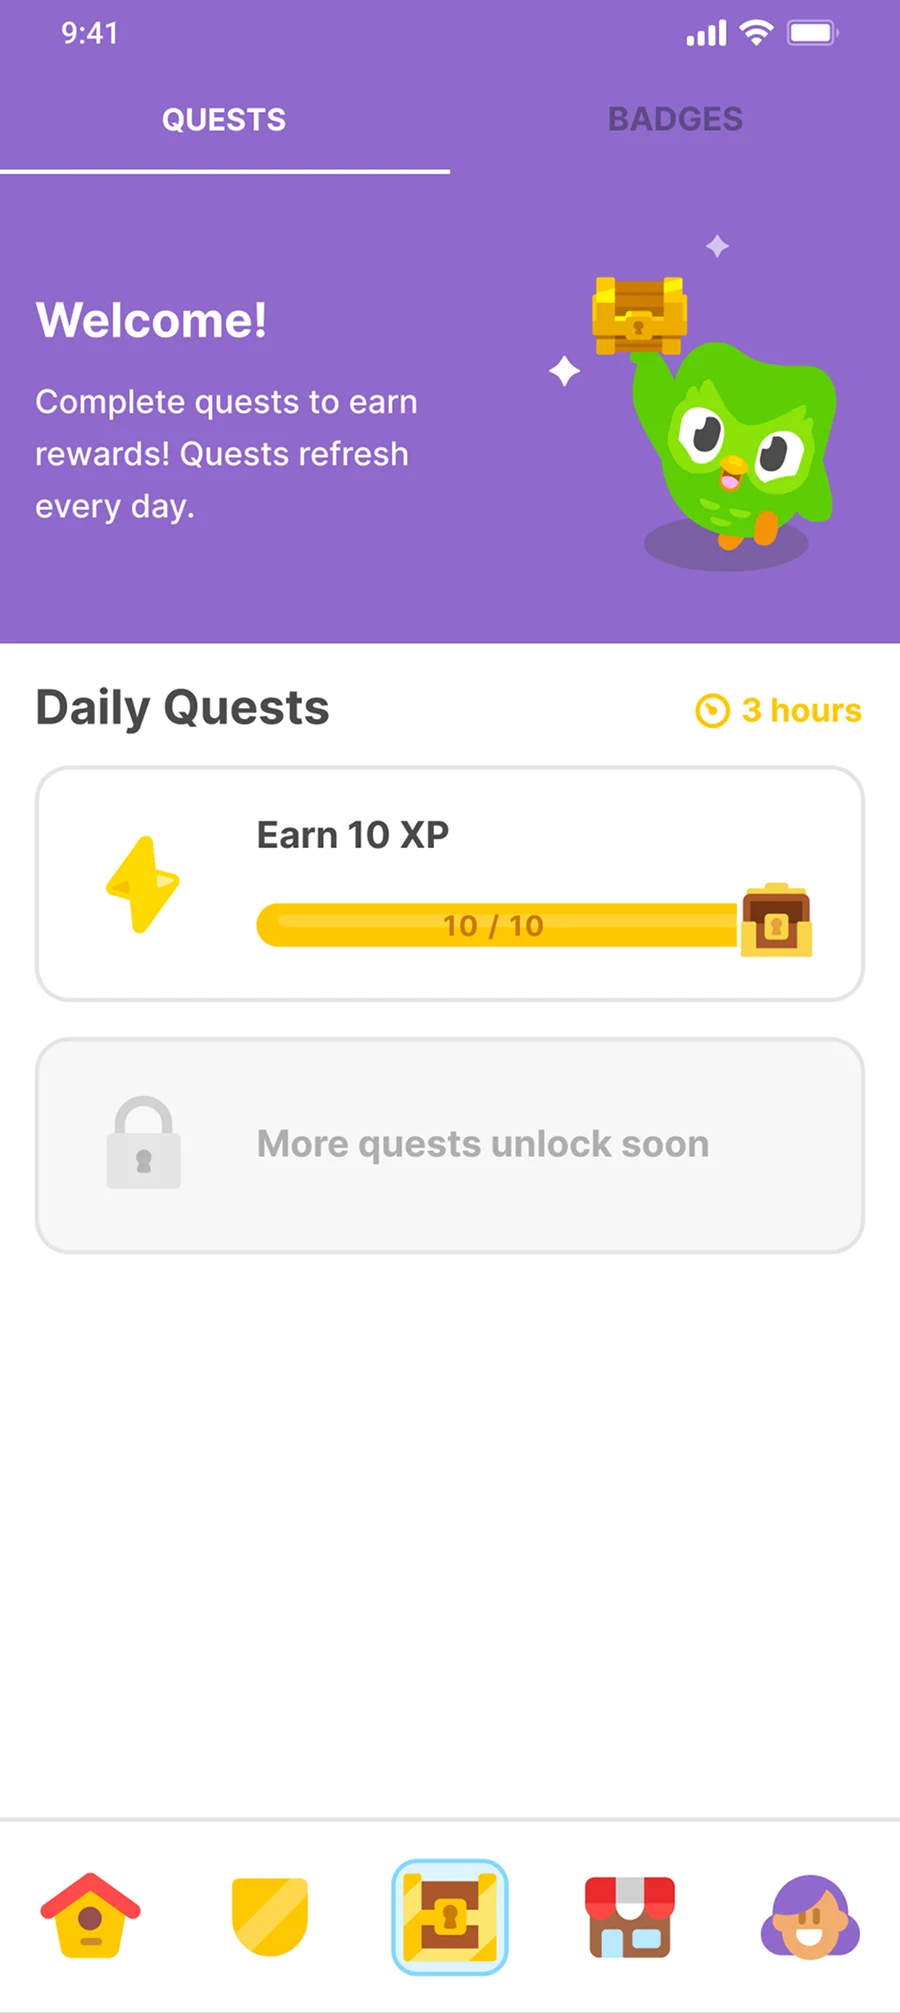 9:41
QUESTS
BADGES
Welcome!
Complete quests to earn
rewards! Quests refresh
every day.
Daily Quests
3 hours
Earn 10 XP
10 / 10
More quests unlock soon